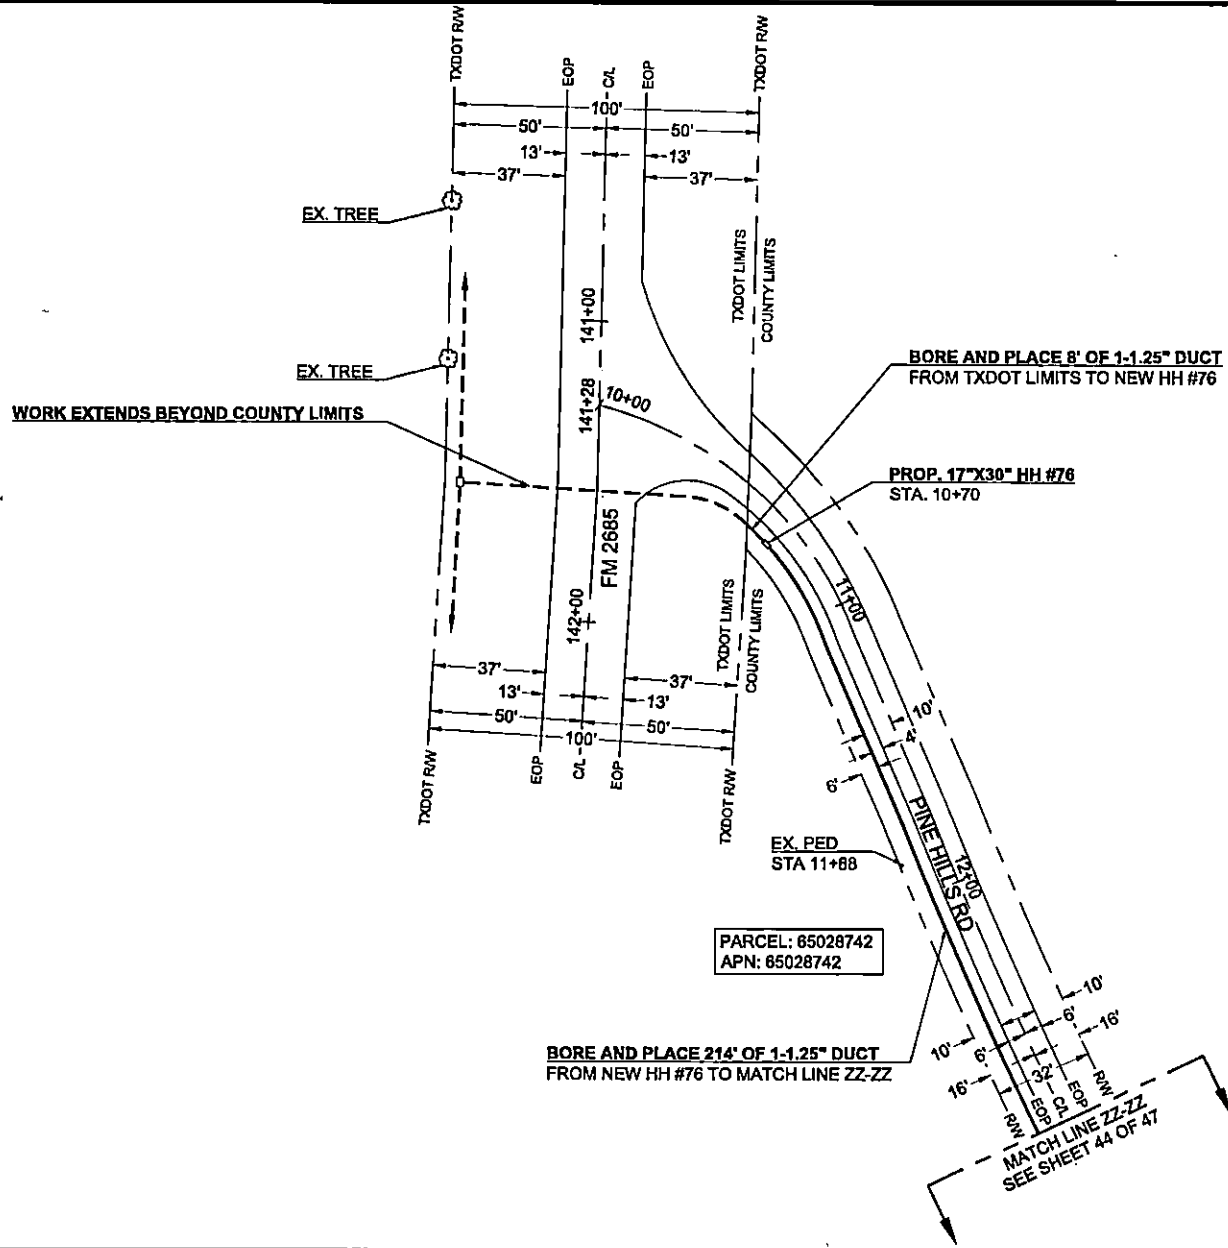 TXDOT R/W
EOP
C/L
EOP
TXDOT R/W
100'
50'
50'
13'
13'
37'
37'
EX. TREE
TXDOT LIMITS
COUNTY LIMITS
141+00
EX. TREE
BORE AND PLACE 8' OF 1-1.25" DUCT
FROM TXDOT LIMITS TO NEW HH #76
141+28
10+00
WORK EXTENDS BEYOND COUNTY LIMITS
PROP. 17"X30" HH #76
STA. 10+70
FM 2685
142+00
11+00
TXDOT LIMITS
COUNTY LIMITS
37'
37'
13'
13'
50'
50'
100'
10'
4'
6'
TXDOT R/W
EOP
C/L
EOP
TXDOT R/W
PINE HILLS RD
12+00
EX. PED
STA 11+68
PARCEL: 65028742
APN: 65028742
10'
6'
16'
10'
6'
16'
32'
BORE AND PLACE 214' OF 1-1.25" DUCT
FROM NEW HH #76 TO MATCH LINE ZZ-ZZ
R/W
EOP
C/L
EOP
R/W
MATCH LINE ZZ-ZZ
SEE SHEET 44 OF 47